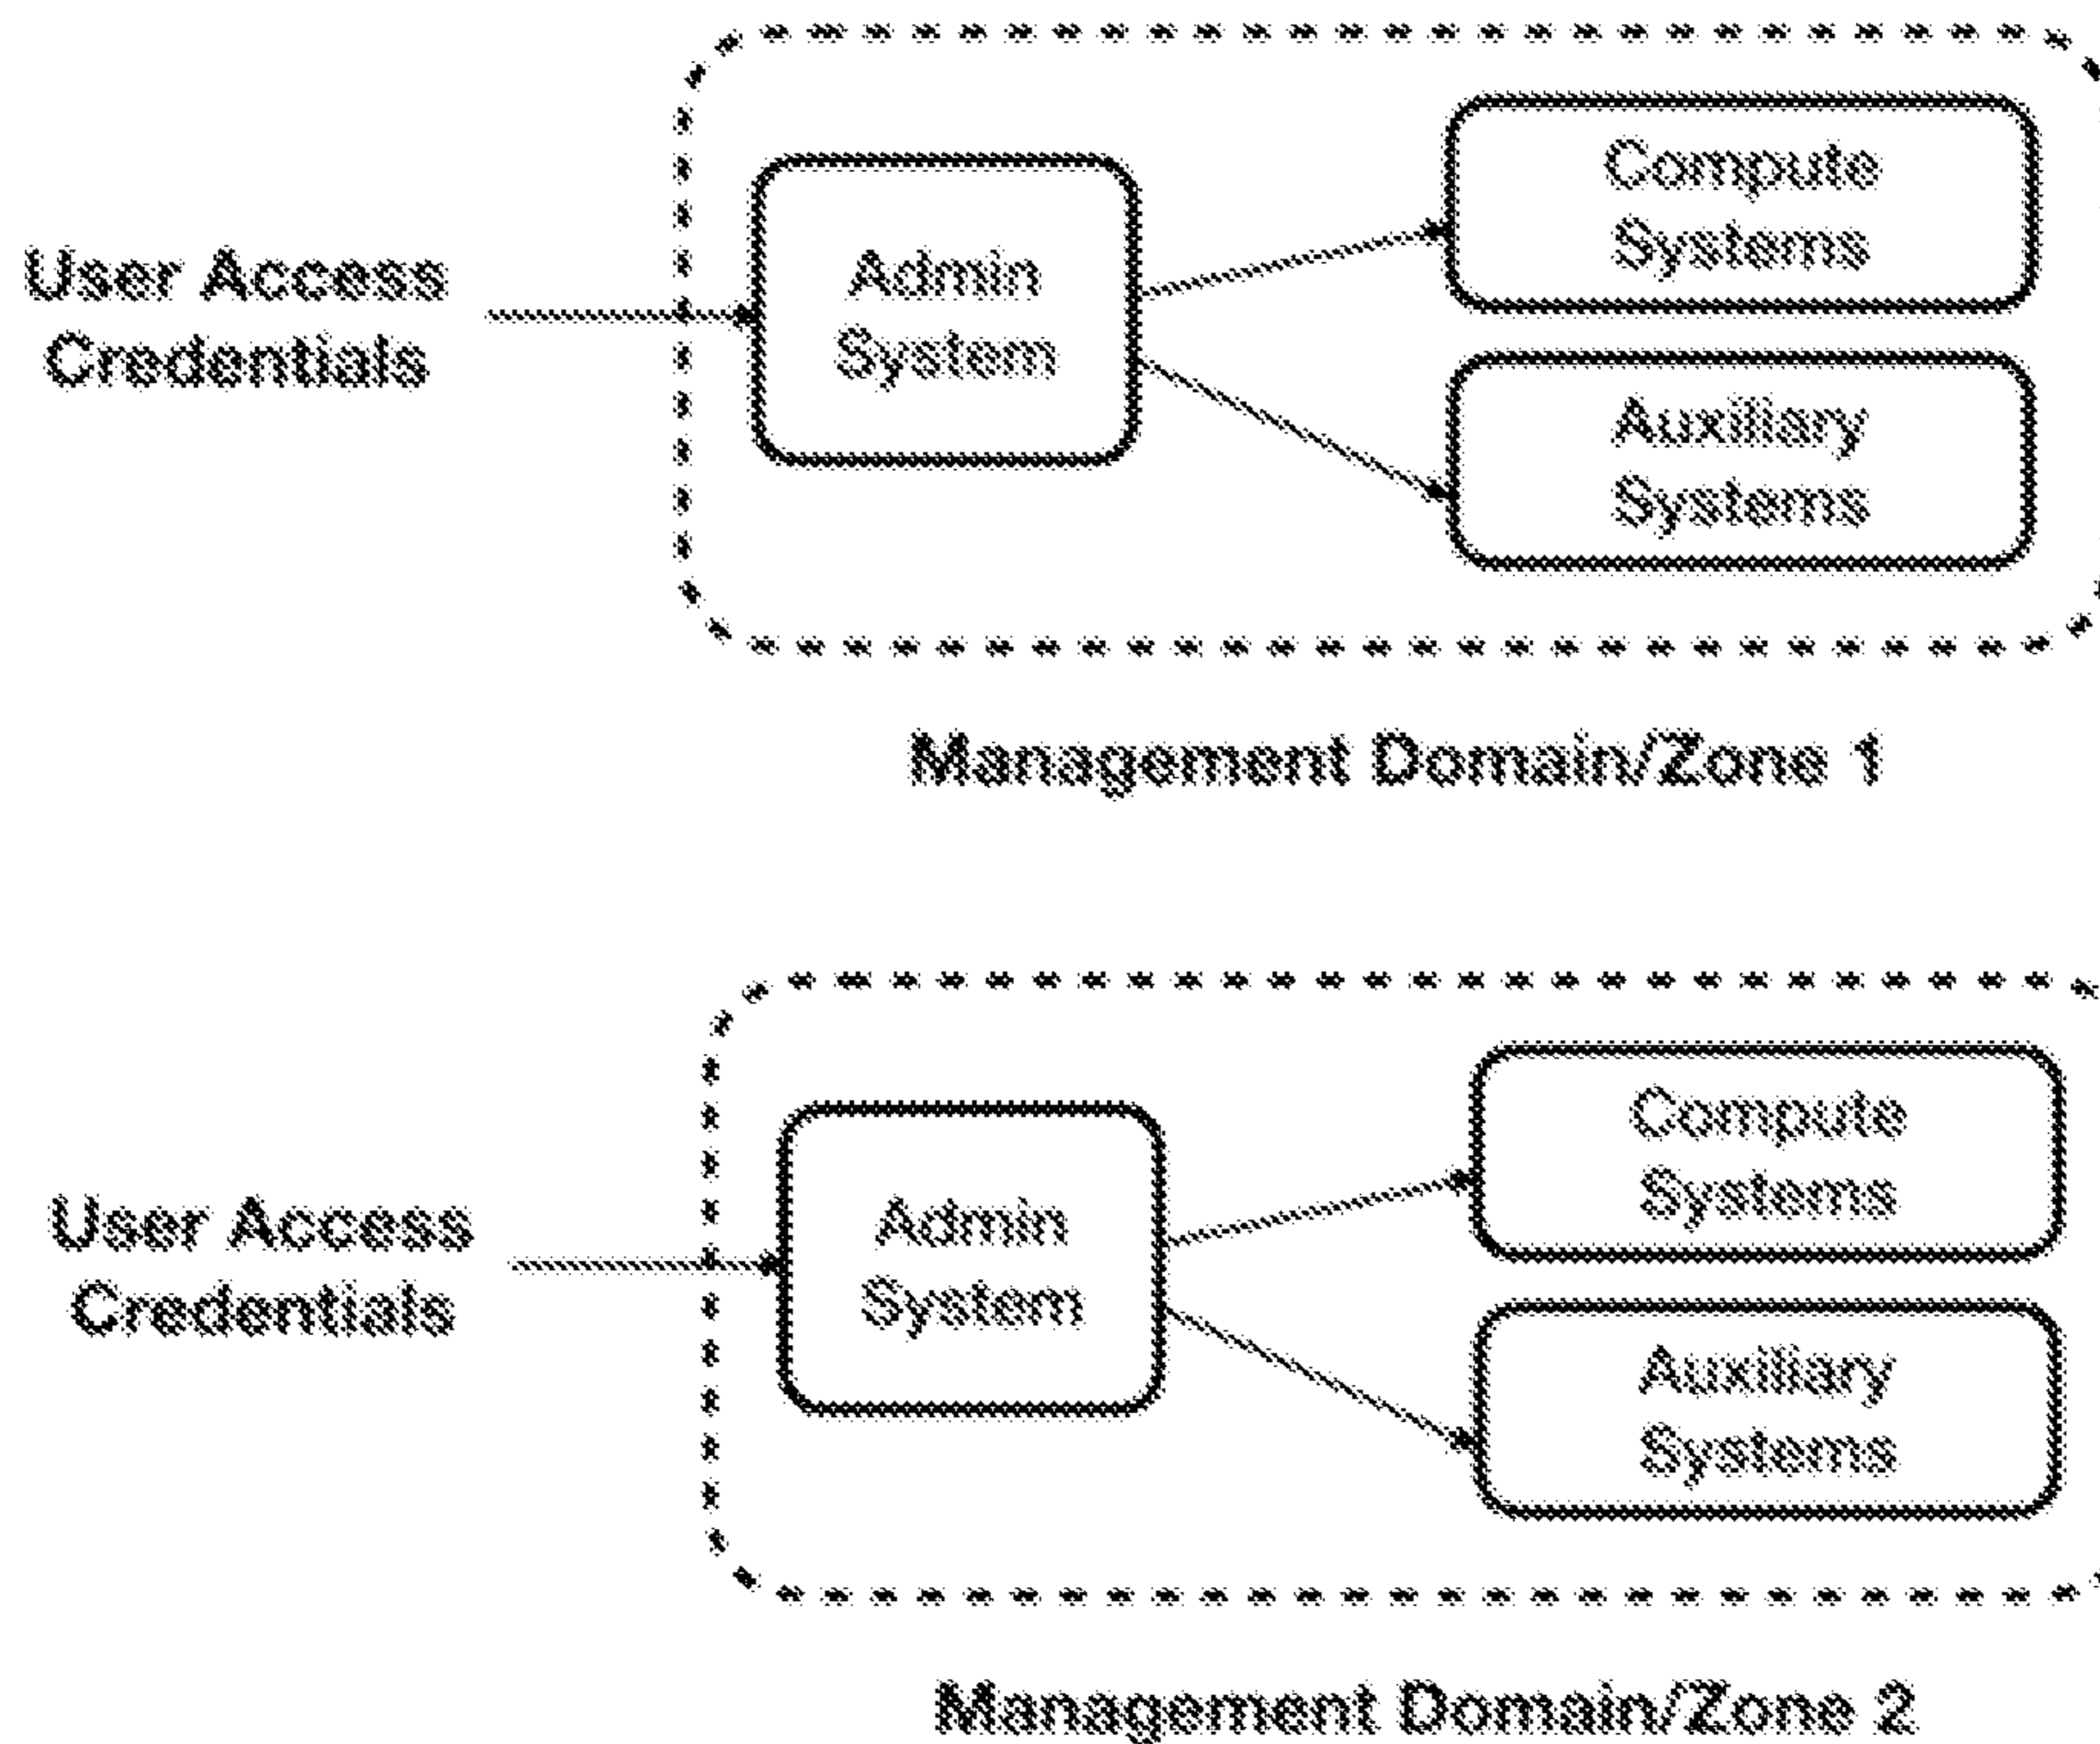 User Access
Credentials
Admin
System
Compute
Systems
Auxiliary
Systems
Management Domain/Zone 1
User Access
Credentials
Admin
System
Compute
Systems
Auxiliary
Systems
Management Domain/Zone 2